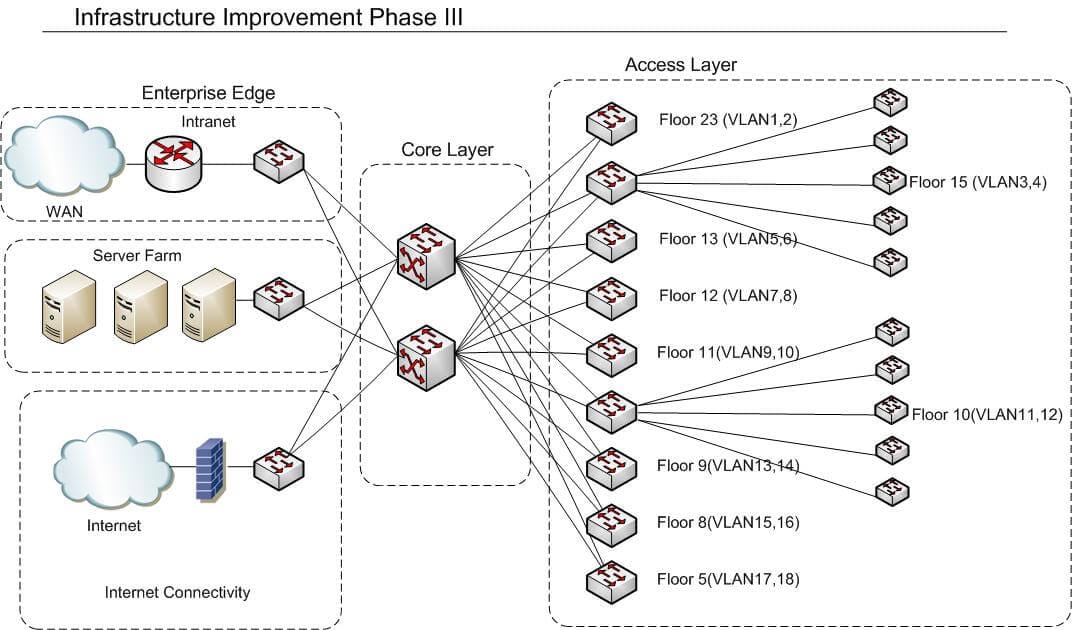 Infrastructure Improvement Phase III
Access Layer
Enterprise Edge
Intranet
WAN
Core Layer
Floor 23 (VLAN1,2)
Floor 15 (VLAN3,4)
Server Farm
Floor 13 (VLAN5,6)
Floor 12 (VLAN7,8)
Floor 11(VLAN9,10)
Floor 10(VLAN11,12)
Floor 9(VLAN13,14)
Internet
Floor 8(VLAN15,16)
Floor 5(VLAN17,18)
Internet Connectivity